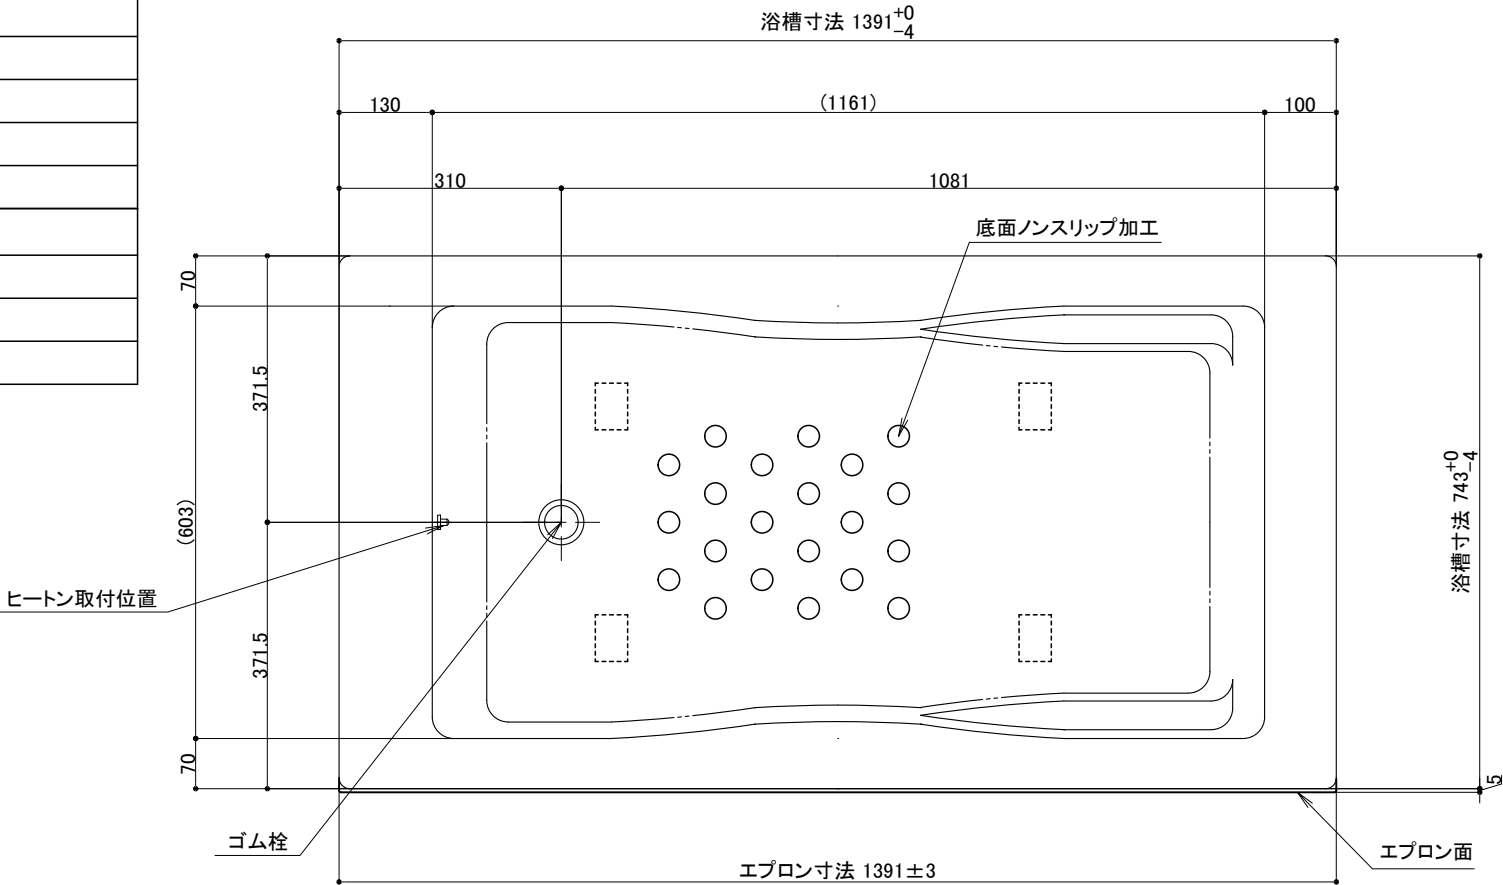 浴槽寸法 1391 +0 -4
130
(1161)
100
310
1081
底面ノンスリップ加工
70
371.5
(603)
浴槽寸法 743 +0 -4
ヒートン取付位置
371.5
70
5
ゴム栓
エプロン面
エプロン寸法 1391±3